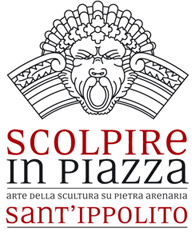 SCOLPIRE
IN PIAZZA
ARTE DELLA SCULTURA SU PIETRA ARENARIA
SANT'IPPOLITO